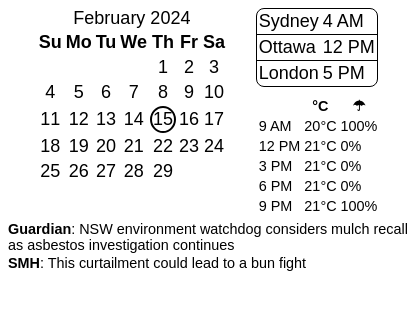 February 2024
Su Mo Tu We Th Fr Sa
1 2 3
4 5 6 7 8 9 10
11 12 13 14 15 16 17
18 19 20 21 22 23 24
25 26 27 28 29
Sydney 4 AM
Ottawa 12 PM
London 5 PM
°C ☂
9 AM 20°C 100%
12 PM 21°C 0%
3 PM 21°C 0%
6 PM 21°C 0%
9 PM 21°C 100%
Guardian: NSW environment watchdog considers mulch recall
as asbestos investigation continues
SMH: This curtailment could lead to a bun fight